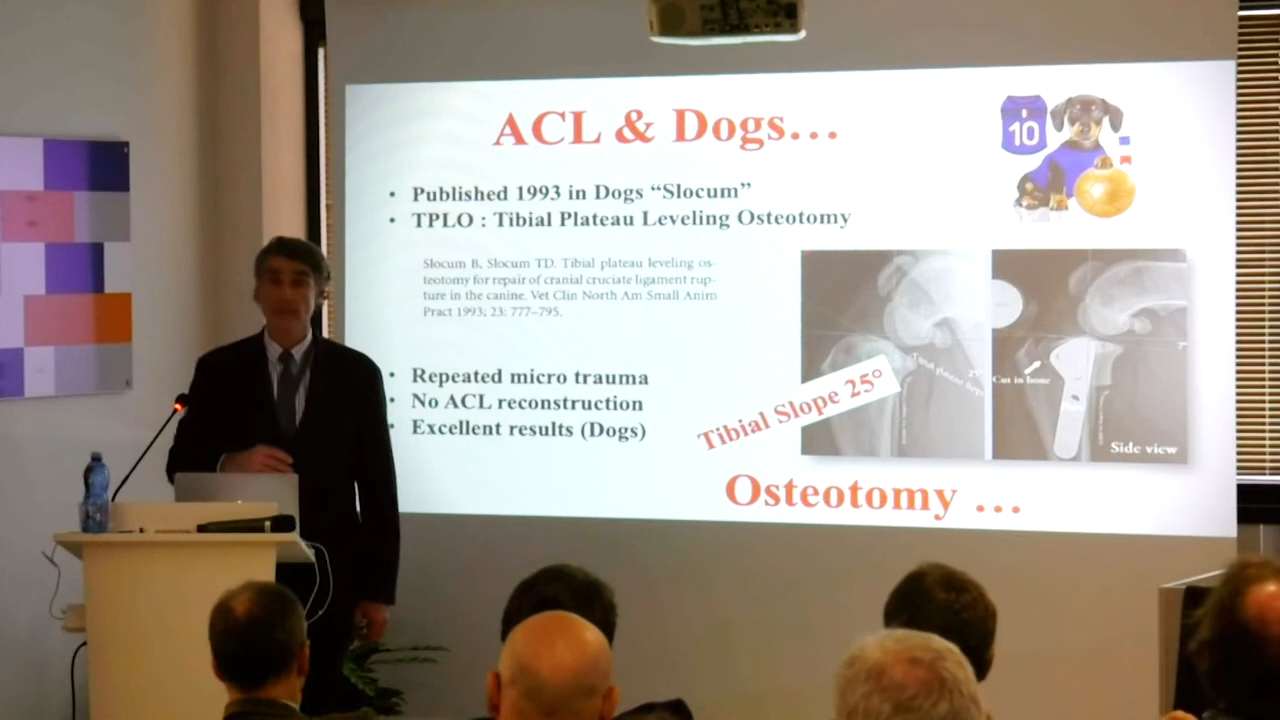 ACL & Dogs…
10
• Published 1993 in Dogs “Slocum”
• TPLO : Tibial Plateau Leveling Osteotomy
Slocum B, Slocum TD. Tibial plateau leveling os-
teotomy for repair of cranial cruciate ligament rup-
ture in the canine. Vet Clin North Am Small Anim
Pract 1993; 23: 777–795.
• Repeated micro trauma
• No ACL reconstruction
• Excellent results (Dogs)
Tibial Slope 25°
Cut in bone
Side view
Osteotomy …